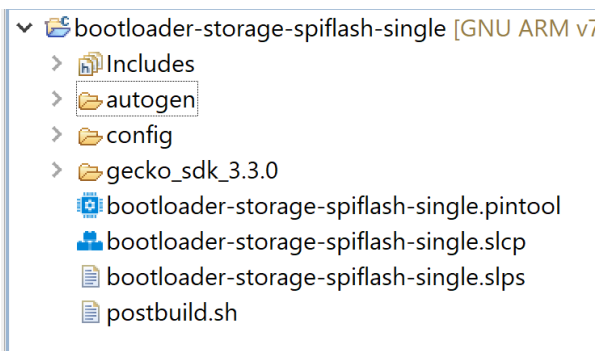 bootloader-storage-spiflash-single [GNU ARM v7
Includes
autogen
config
gecko_sdk_3.3.0
bootloader-storage-spiflash-single.pintool
bootloader-storage-spiflash-single.slcp
bootloader-storage-spiflash-single.slps
postbuild.sh